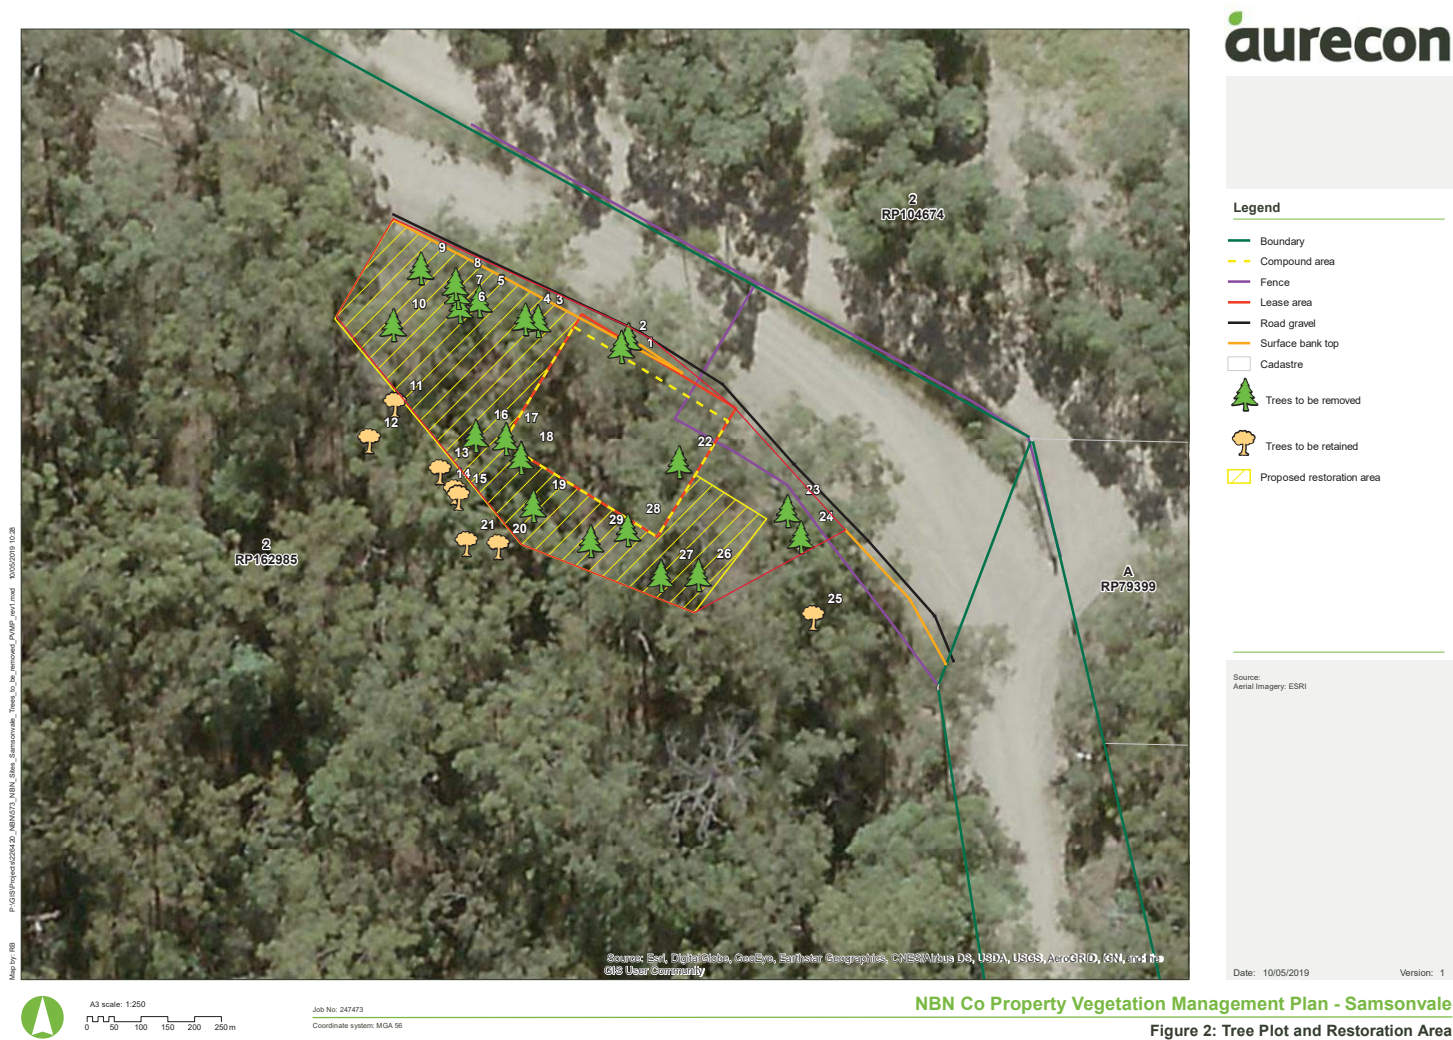 aurecon
2
RP104674
9
8
7
5
6
4
3
10
2
1
11
12
16
17
18
13
14
15
22
19
23
28
24
21
20
29
27
26
25
2
RP162985
A
RP79399
Legend
Boundary
Compound area
Fence
Lease area
Road gravel
Surface bank top
Cadastre
Trees to be removed
Trees to be retained
Proposed restoration area
Source:
Aerial Imagery: ESRI
Date: 10/05/2019 Version: 1
Source: Esri, DigitalGlobe, GeoEye, Earthstar Geographics, CNES/Airbus DS, USDA, USGS, AeroGRID, IGN, and the
GIS User Community
Map by: RB 10/05/2019 10:28
A3 scale: 1:250
0 50 100 150 200 250 m
Job No: 247473
Coordinate system: MGA 56
NBN Co Property Vegetation Management Plan - Samsonvale
Figure 2: Tree Plot and Restoration Area